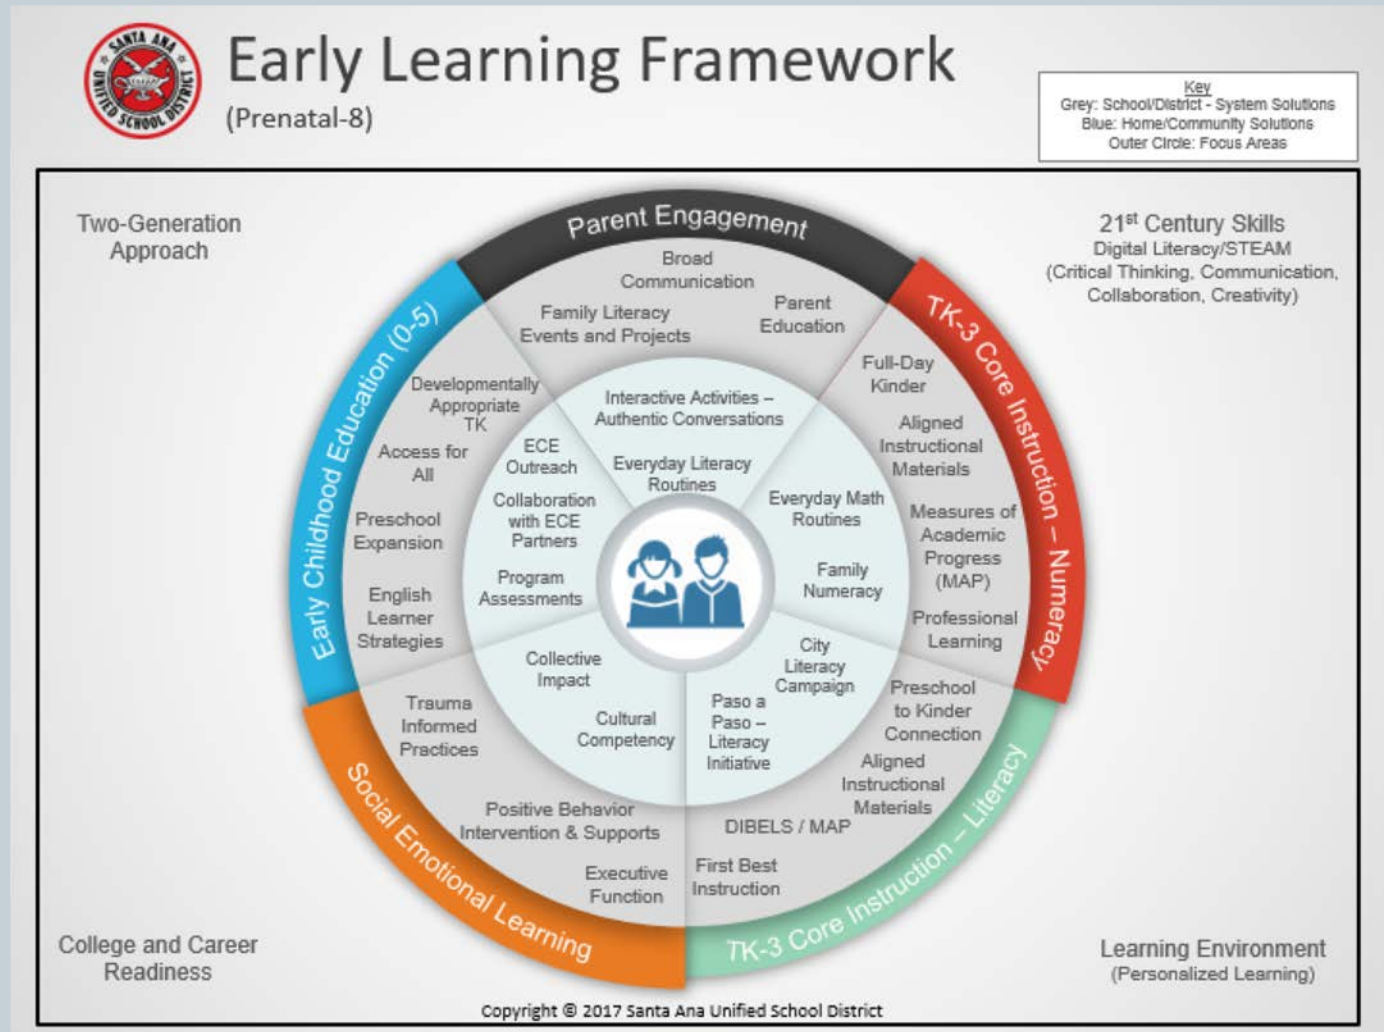 SANTA ANA
UNIFIED SCHOOL DISTRICT
Early Learning Framework
(Prenatal-8)
Key
Grey: School/District - System Solutions
Blue: Home/Community Solutions
Outer Circle: Focus Areas
Two-Generation
Approach
21st Century Skills
Digital Literacy/STEAM
(Critical Thinking, Communication,
Collaboration, Creativity)
Parent Engagement
Broad
Communication
Family Literacy
Events and Projects
Parent
Education
Interactive Activities –
Authentic Conversations
Everyday Literacy
Routines
TK-3 Core Instruction – Numeracy
Full-Day
Kinder
Aligned
Instructional
Materials
Measures of
Academic
Progress
(MAP)
Professional
Learning
Everyday Math
Routines
Family
Numeracy
TK-3 Core Instruction – Literacy
Preschool
to Kinder
Connection
Aligned
Instructional
Materials
DIBELS / MAP
First Best
Instruction
City
Literacy
Campaign
Paso a
Paso –
Literacy
Initiative
Social Emotional Learning
Trauma
Informed
Practices
Positive Behavior
Intervention & Supports
Executive
Function
Collective
Impact
Cultural
Competency
Early Childhood Education (0-5)
Developmentally
Appropriate
TK
Access for
All
Preschool
Expansion
English
Learner
Strategies
ECE
Outreach
Collaboration
with ECE
Partners
Program
Assessments
College and Career
Readiness
Learning Environment
(Personalized Learning)
Copyright © 2017 Santa Ana Unified School District